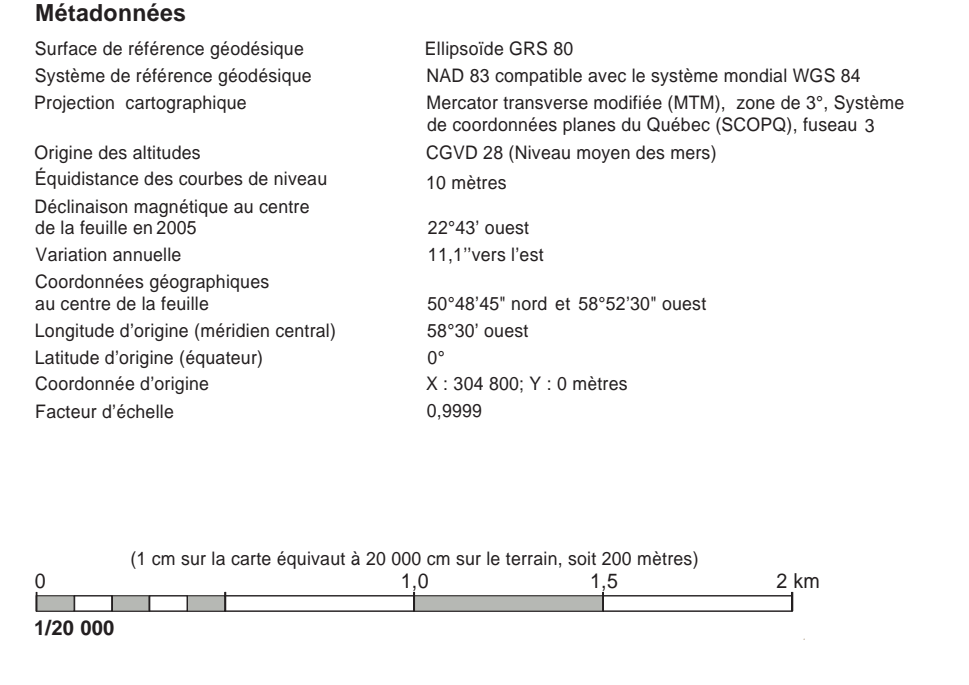 Métadonnées
Surface de référence géodésique Ellipsoïde GRS 80
Système de référence géodésique NAD 83 compatible avec le système mondial WGS 84
Projection cartographique Mercator transverse modifiée (MTM), zone de 3°, Système
de coordonnées planes du Québec (SCOPQ), fuseau 3
Origine des altitudes CGVD 28 (Niveau moyen des mers)
Équidistance des courbes de niveau 10 mètres
Déclinaison magnétique au centre
de la feuille en 2005 22°43' ouest
Variation annuelle 11,1''vers l'est
Coordonnées géographiques
au centre de la feuille 50°48'45" nord et 58°52'30" ouest
Longitude d'origine (méridien central) 58°30' ouest
Latitude d'origine (équateur) 0°
Coordonnée d'origine X : 304 800; Y : 0 mètres
Facteur d'échelle 0,9999
(1 cm sur la carte équivaut à 20 000 cm sur le terrain, soit 200 mètres)
0 1,0 1,5 2 km
1/20 000